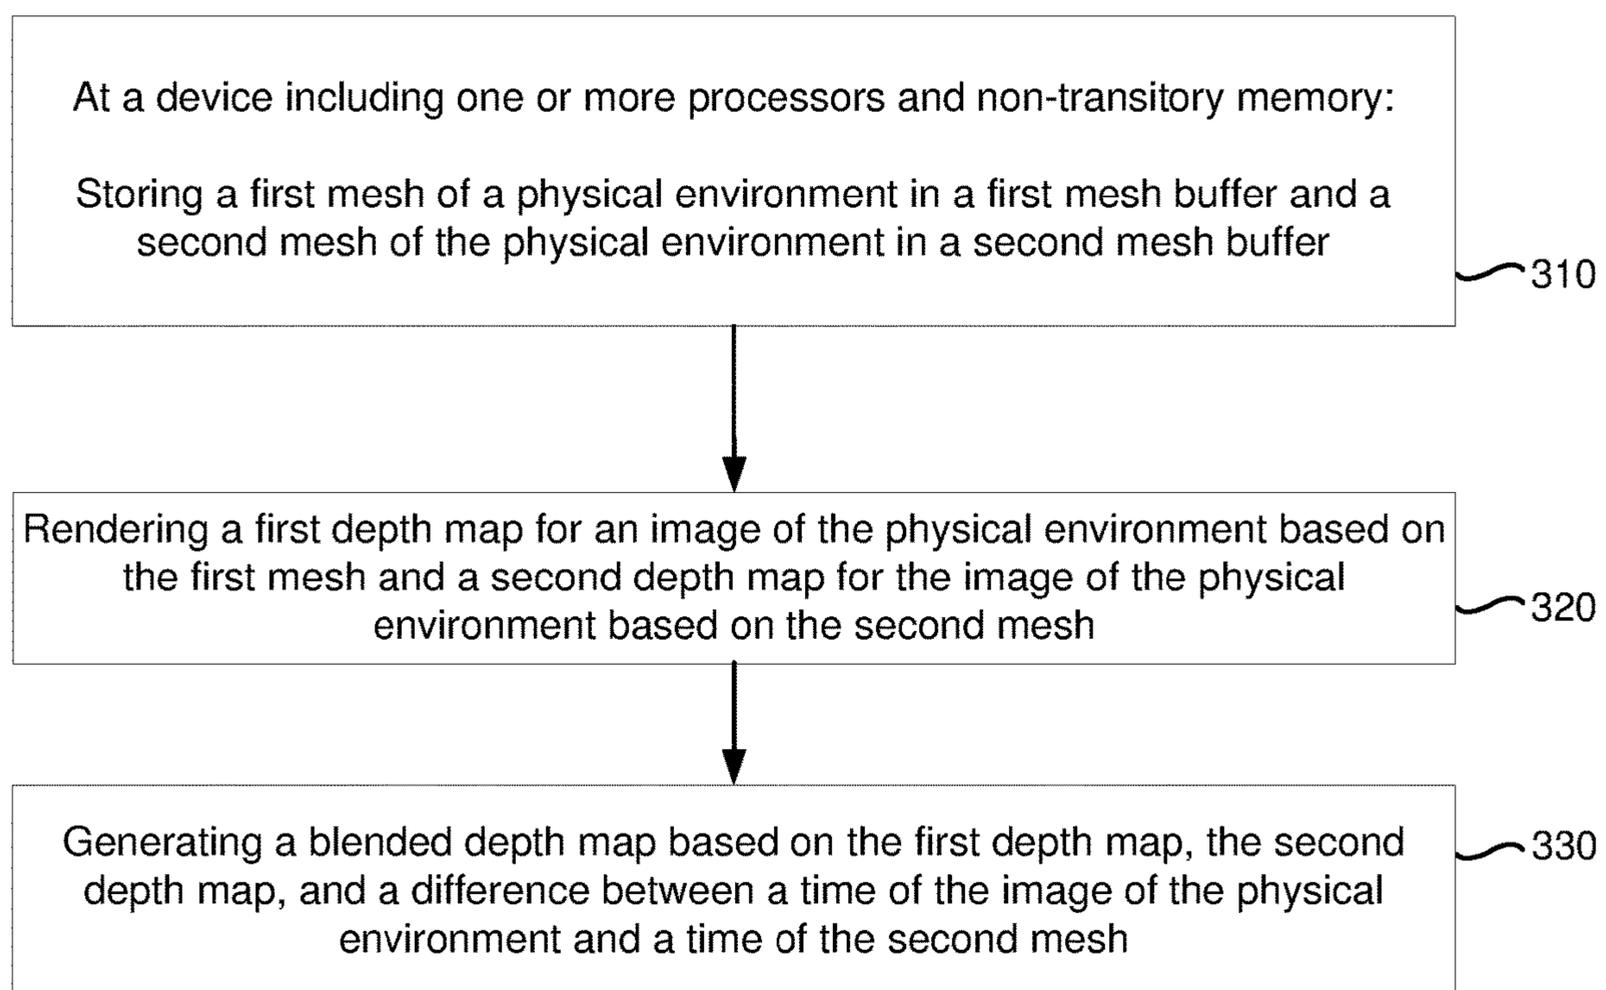 At a device including one or more processors and non-transitory memory:
Storing a first mesh of a physical environment in a first mesh buffer and a
second mesh of the physical environment in a second mesh buffer
310
Rendering a first depth map for an image of the physical environment based on
the first mesh and a second depth map for the image of the physical
environment based on the second mesh
320
Generating a blended depth map based on the first depth map, the second
depth map, and a difference between a time of the image of the physical
environment and a time of the second mesh
330